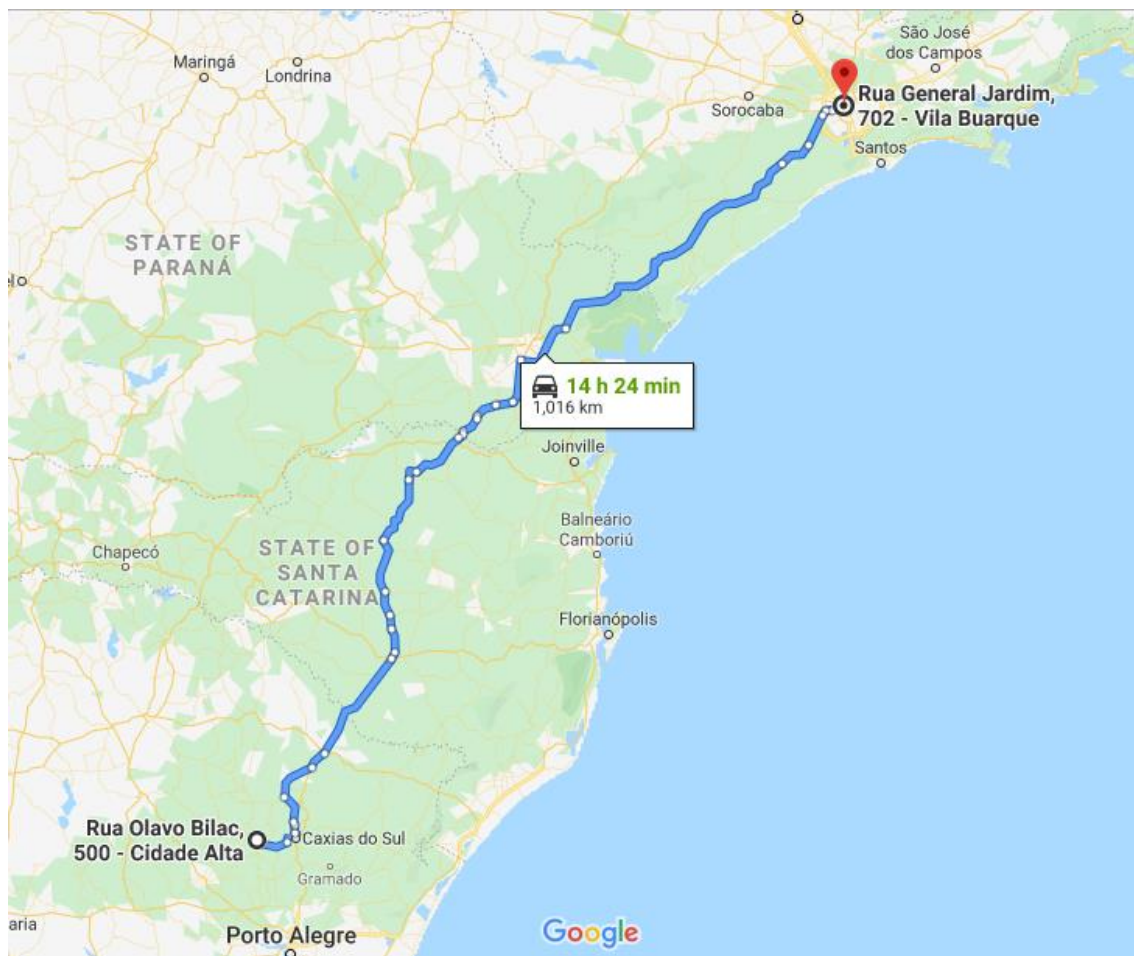 São José
dos Campos
Maringá
Londrina
Sorocaba
Rua General Jardim,
702 - Vila Buarque
Santos
STATE OF
PARANÁ
14 h 24 min
1,016 km
Joinville
Balneário
Camboriú
Chapecó
STATE OF
SANTA
CATARINA
Florianópolis
Rua Olavo Bilac,
500 - Cidade Alta
Caxias do Sul
Gramado
aria
Porto Alegre
Google